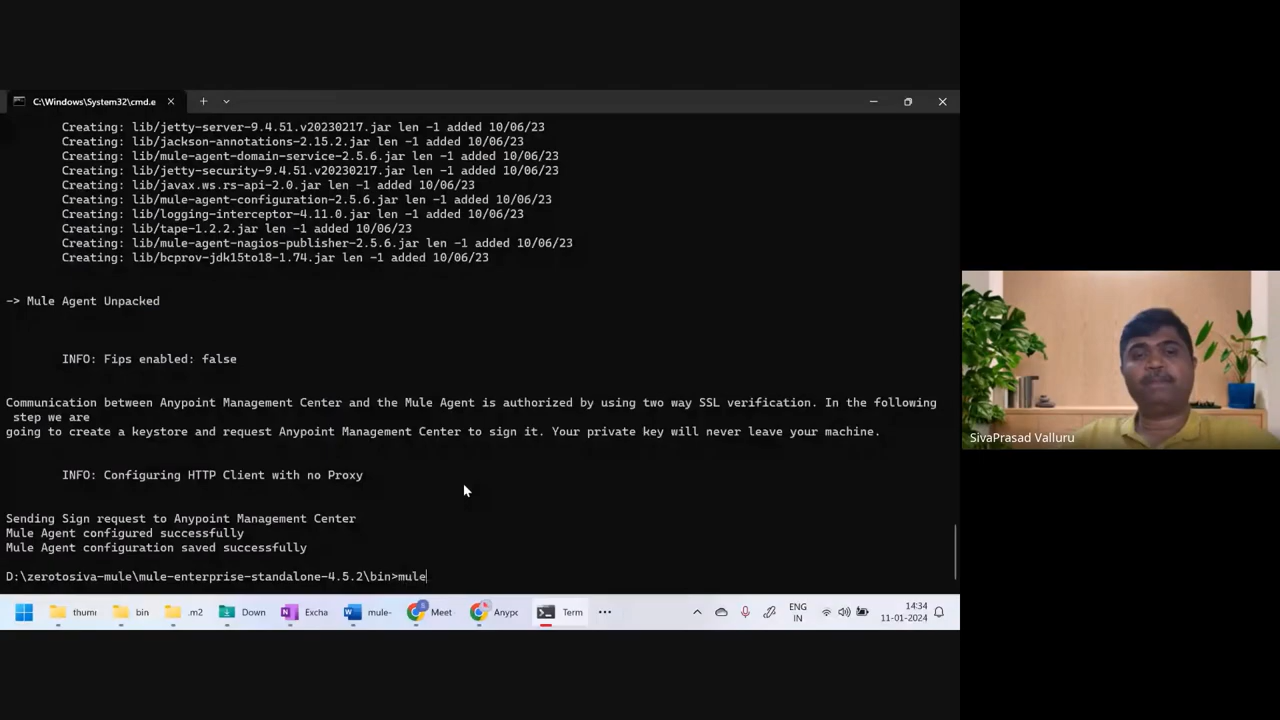 C:\Windows\System32\cmd.e
Creating: lib/jetty-server-9.4.51.v20230217.jar len -1 added 10/06/23
Creating: lib/jackson-annotations-2.15.2.jar len -1 added 10/06/23
Creating: lib/mule-agent-domain-service-2.5.6.jar len -1 added 10/06/23
Creating: lib/jetty-security-9.4.51.v20230217.jar len -1 added 10/06/23
Creating: lib/javax.ws.rs-api-2.0.jar len -1 added 10/06/23
Creating: lib/mule-agent-configuration-2.5.6.jar len -1 added 10/06/23
Creating: lib/logging-interceptor-4.11.0.jar len -1 added 10/06/23
Creating: lib/tape-1.2.2.jar len -1 added 10/06/23
Creating: lib/mule-agent-nagios-publisher-2.5.6.jar len -1 added 10/06/23
Creating: lib/bcprov-jdk15to18-1.74.jar len -1 added 10/06/23
-> Mule Agent Unpacked
INFO: Fips enabled: false
Communication between Anypoint Management Center and the Mule Agent is authorized by using two way SSL verification. In the following
step we are
going to create a keystore and request Anypoint Management Center to sign it. Your private key will never leave your machine.
INFO: Configuring HTTP Client with no Proxy
Sending Sign request to Anypoint Management Center
Mule Agent configured successfully
Mule Agent configuration saved successfully
D:\zerotosiva-mule\mule-enterprise-standalone-4.5.2\bin>mule
SivaPrasad Valluru
thum bin .m2 Down Excha mule- Meet Anypc Term
ENG
IN
14:34
11-01-2024